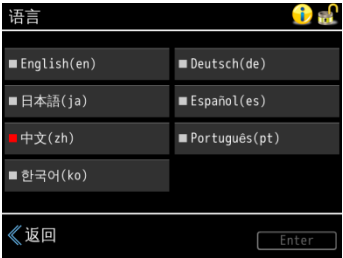 语言
English(en)
Deutsch(de)
日本語(ja)
Español(es)
中文(zh)
Português(pt)
한국어(ko)
返回
Enter